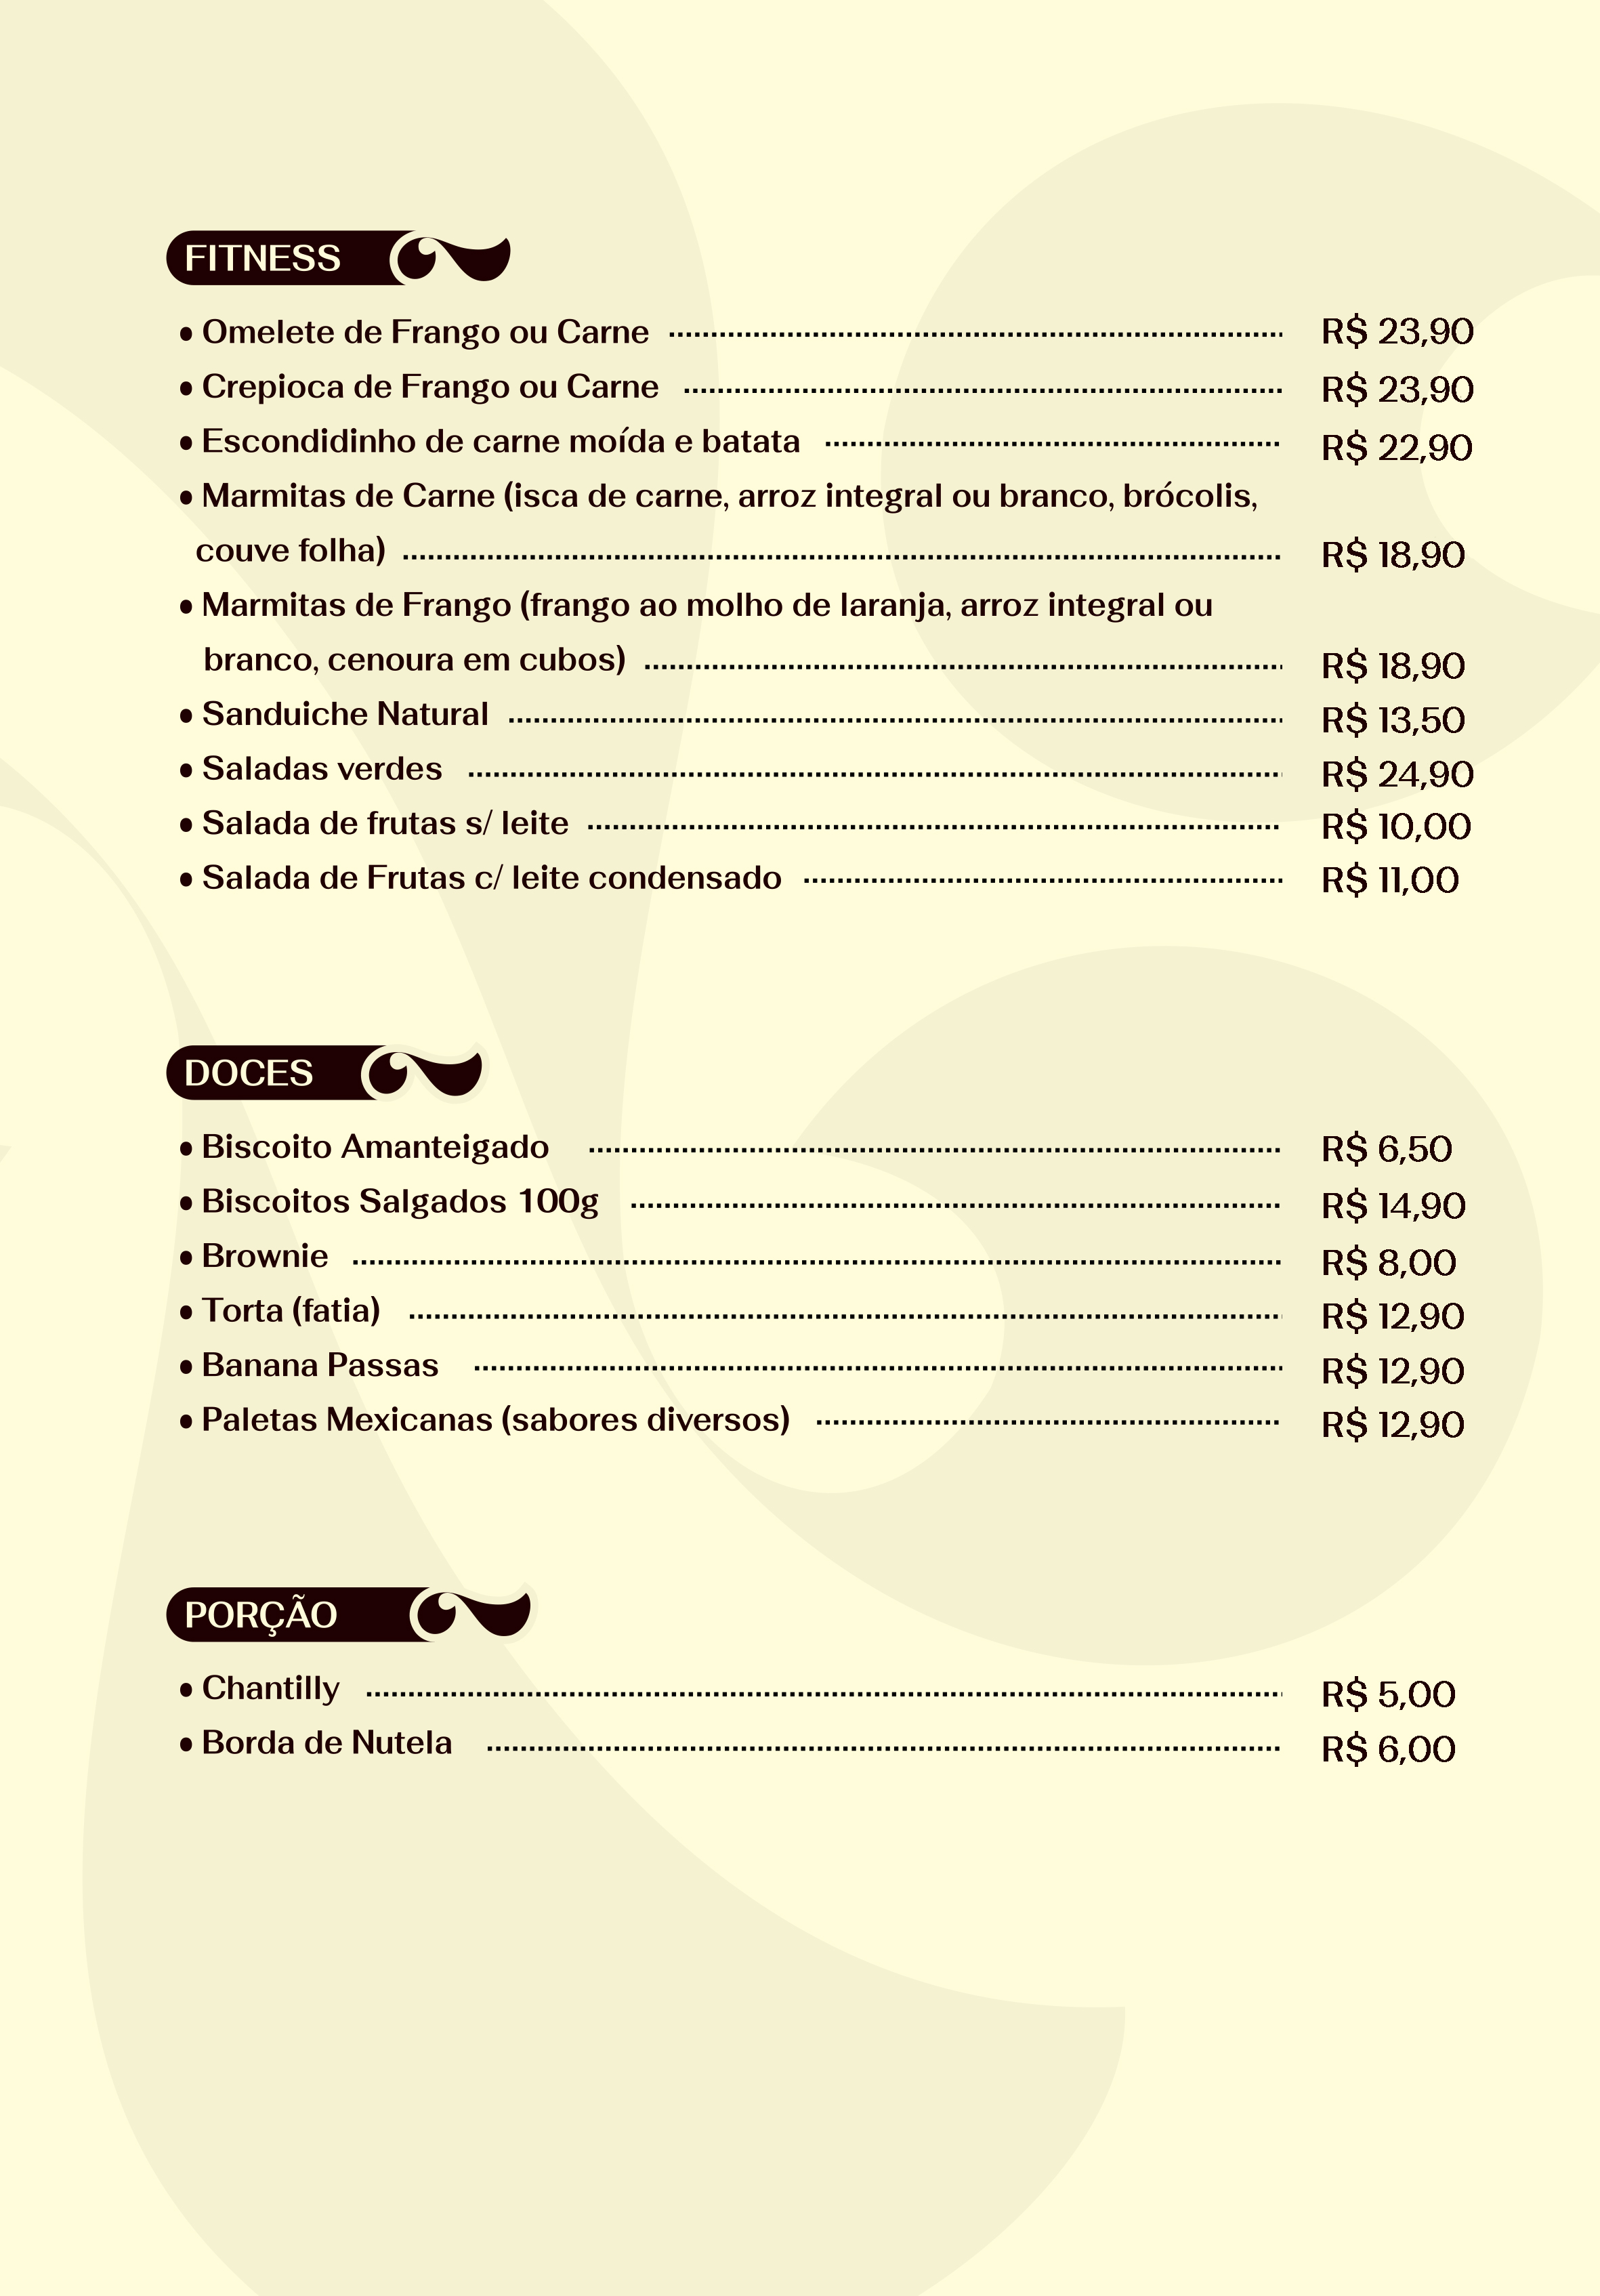 FITNESS
• Omelete de Frango ou Carne R$ 23,90
• Crepioca de Frango ou Carne R$ 23,90
• Escondidinho de carne moída e batata R$ 22,90
• Marmitas de Carne (isca de carne, arroz integral ou branco, brócolis,
couve folha) R$ 18,90
• Marmitas de Frango (frango ao molho de laranja, arroz integral ou
branco, cenoura em cubos) R$ 18,90
• Sanduiche Natural R$ 13,50
• Saladas verdes R$ 24,90
• Salada de frutas s/ leite R$ 10,00
• Salada de Frutas c/ leite condensado R$ 11,00
DOCES
• Biscoito Amanteigado R$ 6,50
• Biscoitos Salgados 100g R$ 14,90
• Brownie R$ 8,00
• Torta (fatia) R$ 12,90
• Banana Passas R$ 12,90
• Paletas Mexicanas (sabores diversos) R$ 12,90
PORÇÃO
• Chantilly R$ 5,00
• Borda de Nutela R$ 6,00